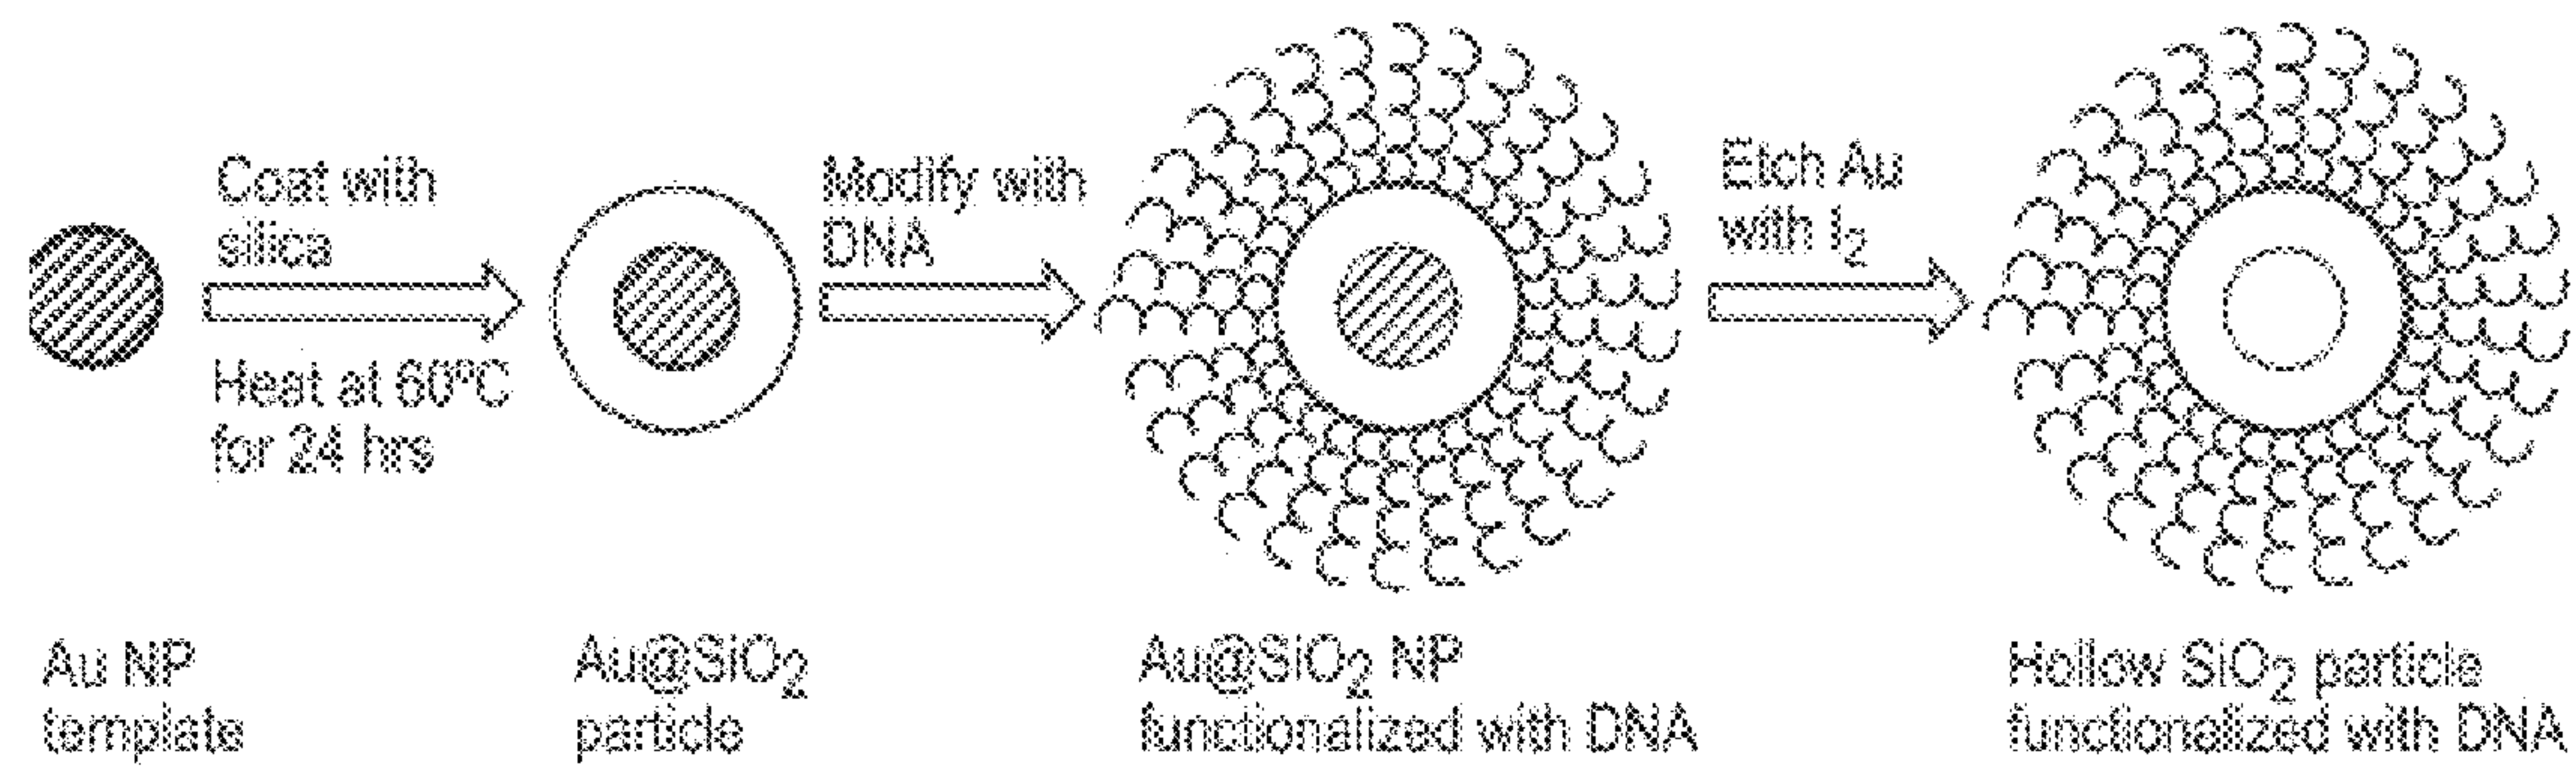 Coat with
silica
Heat at 60ºC
for 24 hrs
Modify with
DNA
Etch Au
with I₂
Au NP
template
Au@SiO₂
particle
Au@SiO₂ NP
functionalized with DNA
Hollow SiO₂ particle
functionalized with DNA